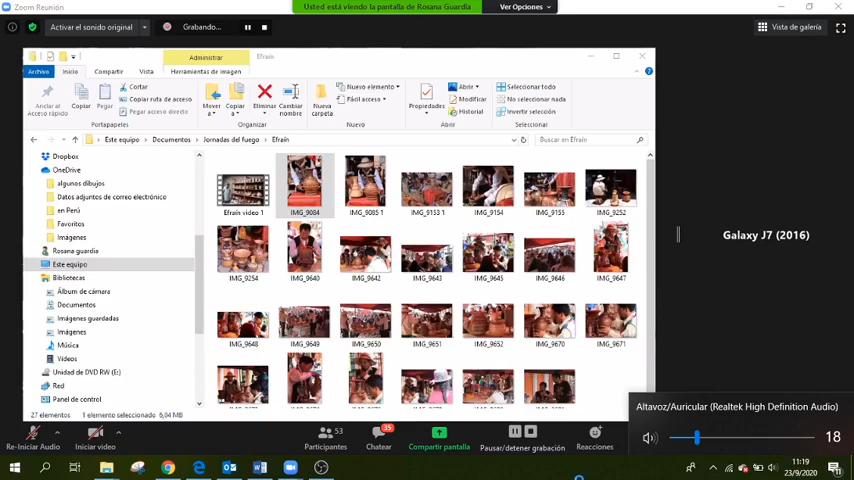 Zoom Reunión
Usted está viendo la pantalla de Rosana Guardia
Ver Opciones
Activar el sonido original
Grabando...
Vista de galería
Administrar
Efraín
Archivo
Inicio
Compartir
Vista
Herramientas de imagen
Anclar al
Acceso rápido
Copiar
Pegar
Cortar
Copiar ruta de acceso
Pegar acceso directo
Portapapeles
Mover
a
Copiar
a
Eliminar
Cambiar
nombre
Organizar
Nueva
carpeta
Nuevo elemento
Fácil acceso
Nuevo
Propiedades
Abrir
Modificar
Historial
Abrir
Seleccionar todo
No seleccionar nada
Invertir selección
Seleccionar
Este equipo
Documentos
Jornadas del fuego
Efraín
Buscar en Efraín
Dropbox
OneDrive
algunos dibujos
Datos adjuntos de correo electrónico
en Perú
Favoritos
Imágenes
Rosana guardia
Este equipo
Bibliotecas
Álbum de cámara
Documentos
Imágenes guardadas
Imágenes
Música
Vídeos
Unidad de DVD RW (E:)
Red
Panel de control
Efraín video 1
IMG_9084
IMG_9085 1
IMG_9153 1
IMG_9154
IMG_9155
IMG_9252
IMG_9254
IMG_9640
IMG_9642
IMG_9643
IMG_9645
IMG_9646
IMG_9647
IMG_9648
IMG_9649
IMG_9650
IMG_9651
IMG_9652
IMG_9670
IMG_9671
27 elementos
1 elemento seleccionado
6,04 MB
Galaxy J7 (2016)
Altavoz/Auricular (Realtek High Definition Audio)
18
Re-Iniciar Audio
Iniciar video
53
Participantes
35
Chatear
Compartir pantalla
Pausar/detener grabación
Reacciones
11:19
23/9/2020
11